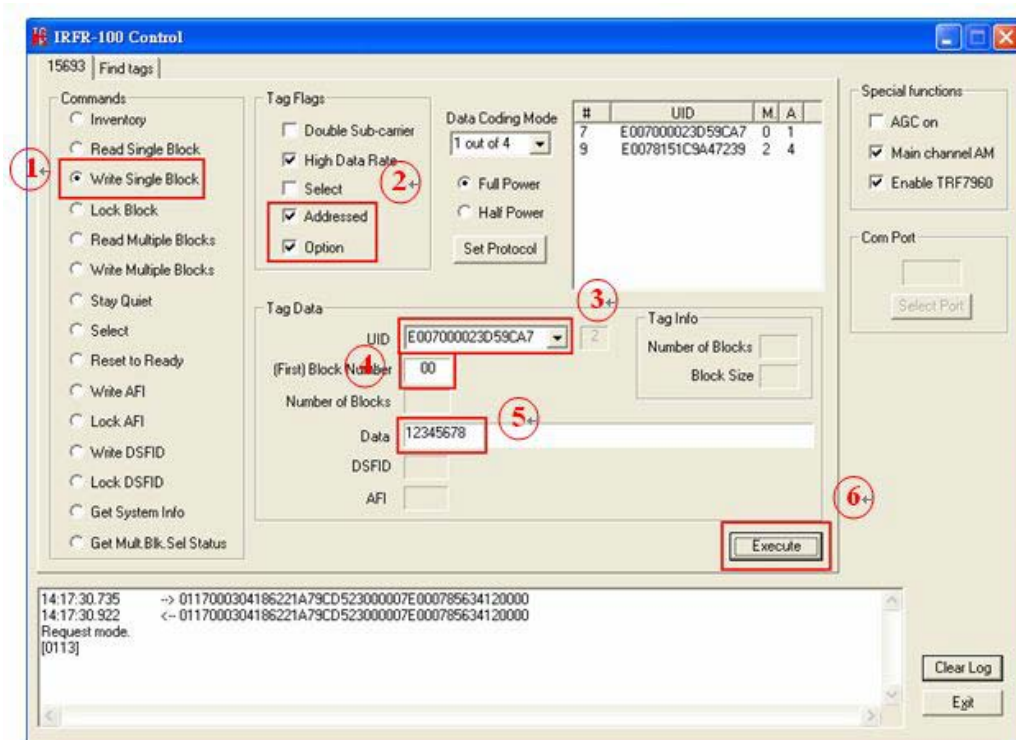 IRFR-100 Control
15693 Find tags
Commands
Inventory
Read Single Block
Write Single Block
Lock Block
Read Multiple Blocks
Write Multiple Blocks
Stay Quiet
Select
Reset to Ready
Write AFI
Lock AFI
Write DSFID
Lock DSFID
Get System Info
Get Mult.Blk.Sel Status
1
Tag Flags
Double Sub-carrier
High Data Rate
Select
Addressed
Option
2
Data Coding Mode
1 out of 4
Full Power
Half Power
Set Protocol
# UID M. A
7 E007000023D59CA7 0 1
9 E0078151C9A47239 2 4
Special functions
AGC on
Main channel AM
Enable TRF7960
Com Port
Select Port
Tag Data
3
UID E007000023D59CA7 2
4
(First) Block Number 00
Number of Blocks
Data 12345678
5
DSFID
AFI
Tag Info
Number of Blocks
Block Size
6
Execute
14:17:30.735 --> 0117000304186221A79CD523000007E000785634120000
14:17:30.922 <-- 0117000304186221A79CD523000007E000785634120000
Request mode.
[0113]
Clear Log
Exit